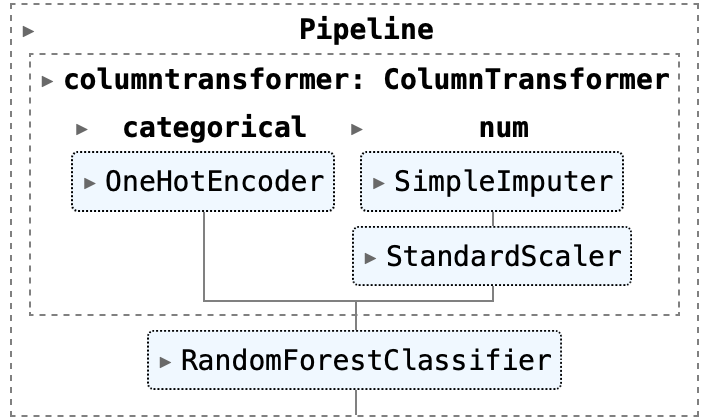 Pipeline
columntransformer: ColumnTransformer
categorical num
OneHotEncoder SimpleImputer
StandardScaler
RandomForestClassifier